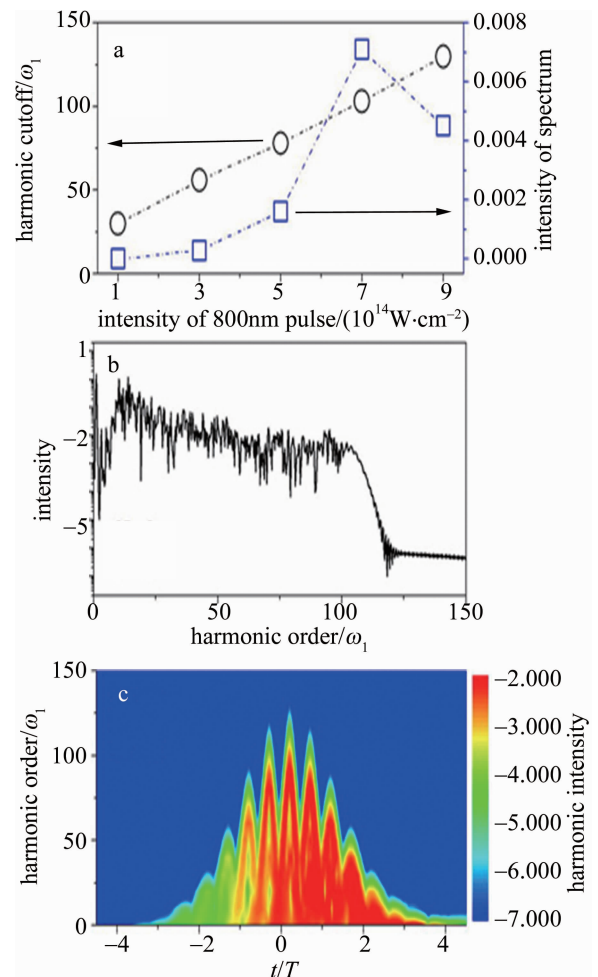 a
150
100
50
0
harmonic cutoff/ω₁
0.008
0.006
0.004
0.002
0.000
intensity of spectrum
1 3 5 7 9
intensity of 800nm pulse/(10¹⁴W·cm⁻²)
b
1
−2
−5
intensity
0 50 100 150
harmonic order/ω₁
c
150
100
50
0
harmonic order/ω₁
−2.000
−3.000
−4.000
−5.000
−6.000
−7.000
harmonic intensity
−4 −2 0 2 4
t/T